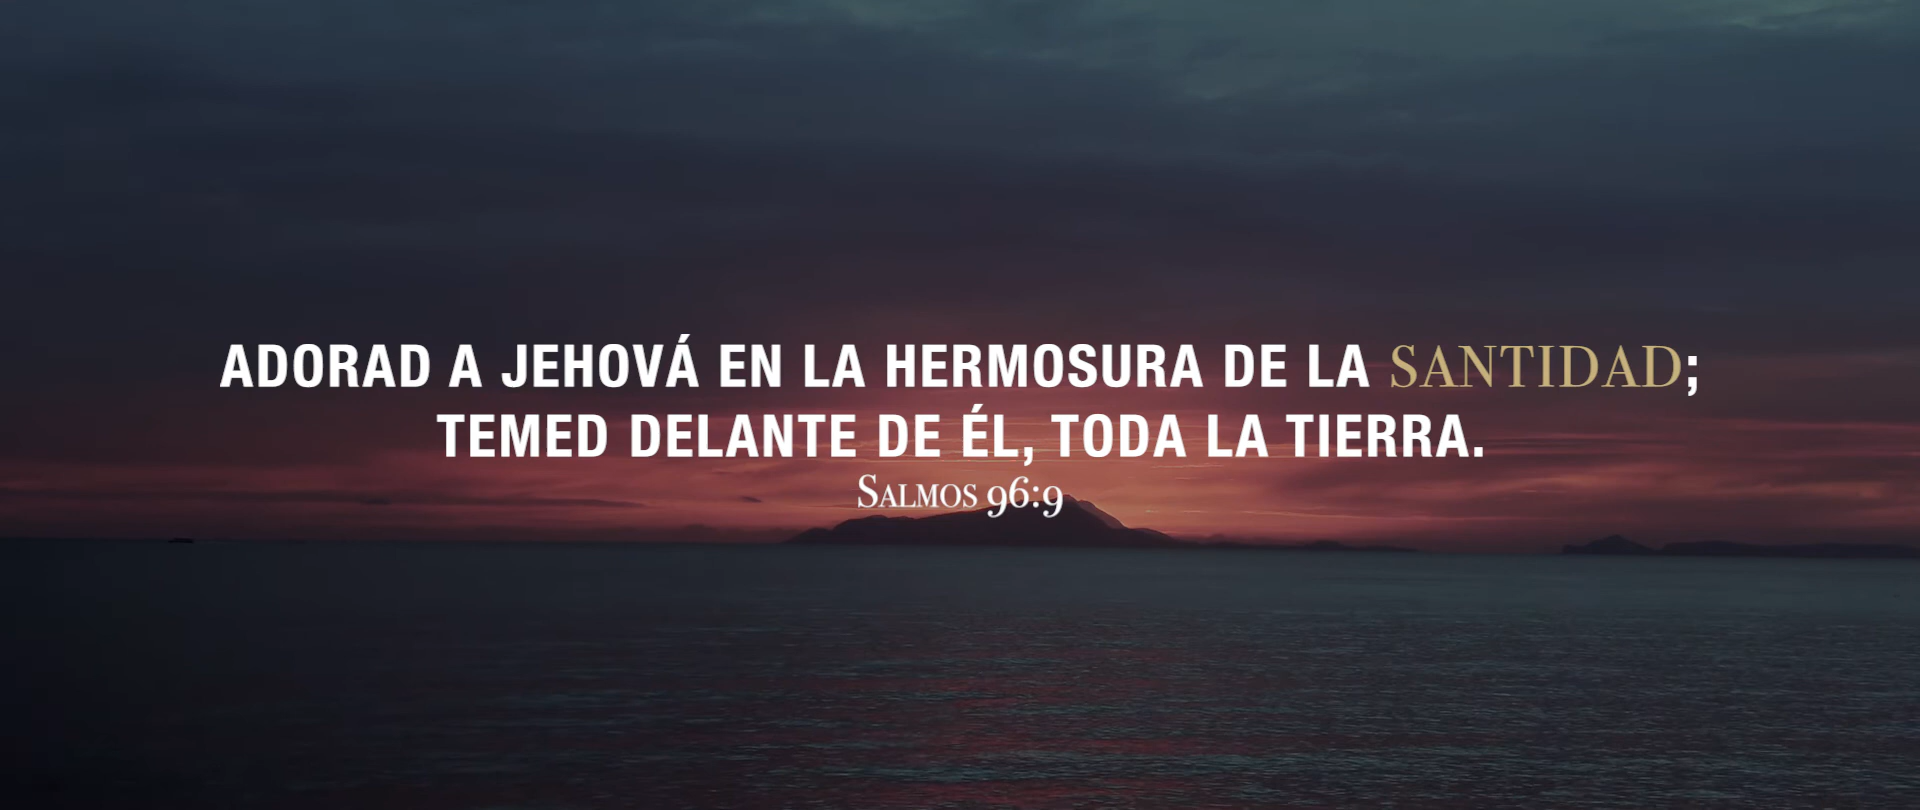 ADORAD A JEHOVÁ EN LA HERMOSURA DE LA SANTIDAD;
TEMED DELANTE DE ÉL, TODA LA TIERRA.
SALMOS 96:9